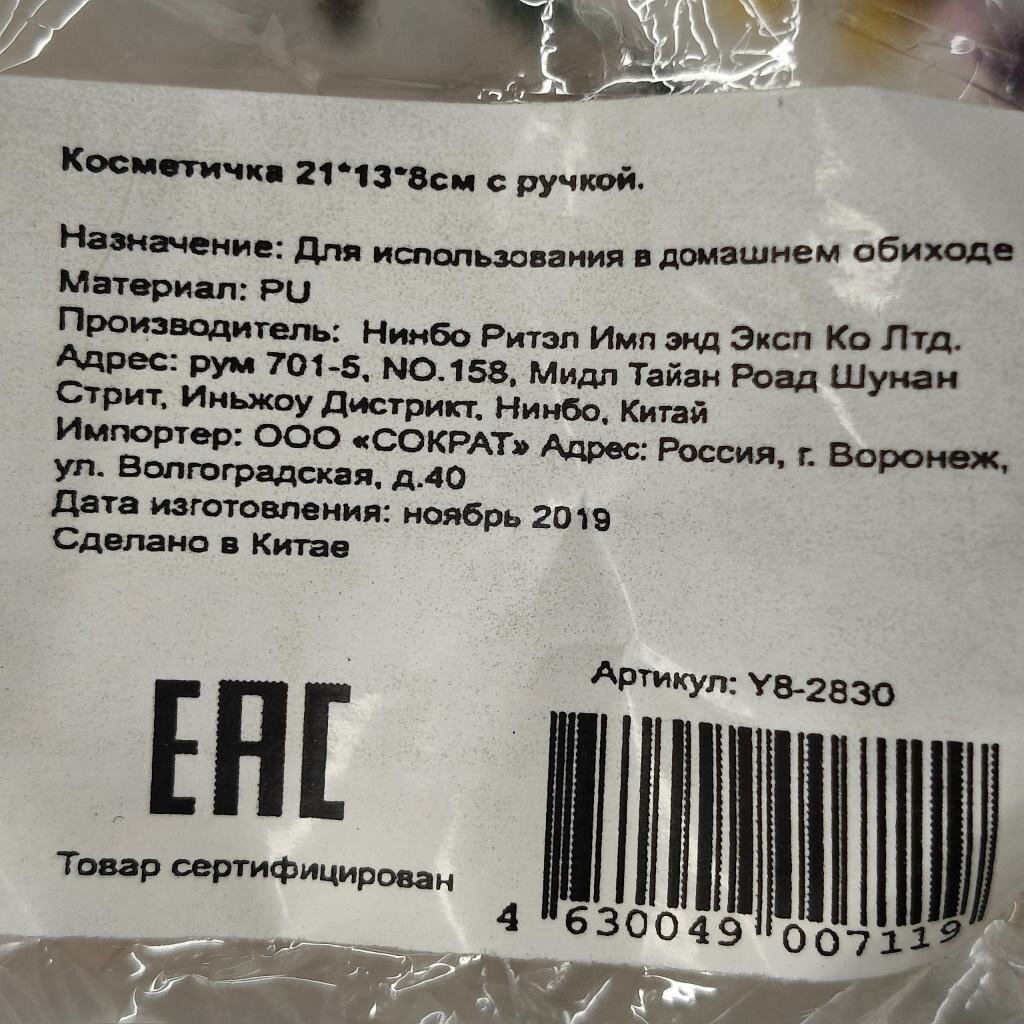 Косметичка 21*13*8см с ручкой.
Назначение: Для использования в домашнем обиходе
Материал: PU
Производитель: Нинбо Ритэл Имп энд Эксп Ко Лтд.
Адрес: рум 701-5, NO.158, Мидл Тайан Роад Шунан
Стрит, Иньжоу Дистрикт. Нинбо, Китай
Импортер: ООО «СОКРАТ» Адрес: Россия, г. Воронеж,
ул. Волгоградская, д.40
Дата изготовления: ноябрь 2019
Сделано в Китае
Артикул: Y8-2830
EAC
Товар сертифицирован
4 630049 007119